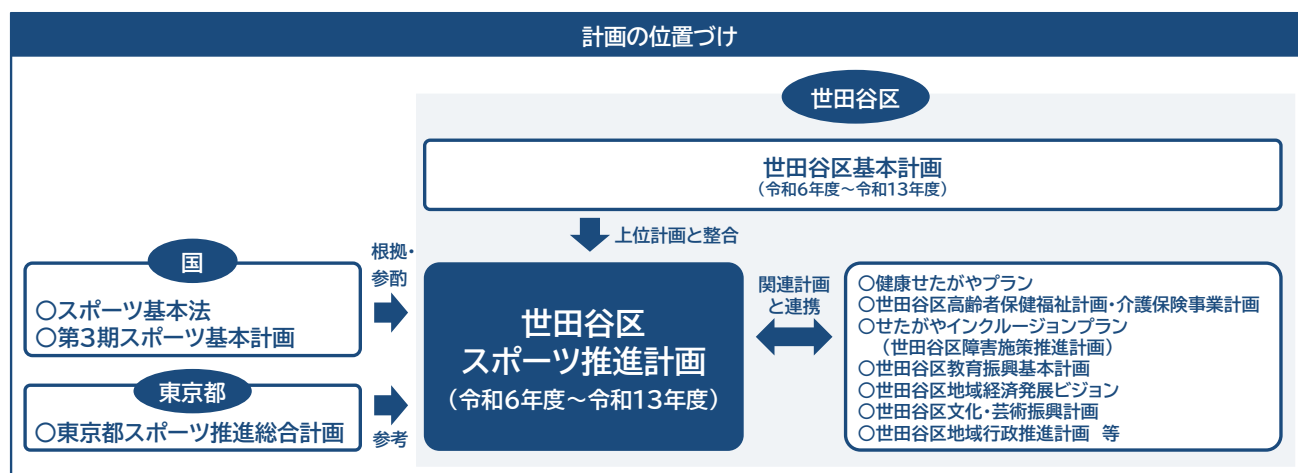 計画の位置づけ
世田谷区
世田谷区基本計画
(令和6年度～令和13年度)
上位計画と整合
国
○スポーツ基本法
○第3期スポーツ基本計画
根拠・
参酌
東京都
○東京都スポーツ推進総合計画
参考
世田谷区
スポーツ推進計画
(令和6年度～令和13年度)
関連計画
と連携
○健康せたがやプラン
○世田谷区高齢者保健福祉計画・介護保険事業計画
○せたがやインクルージョンプラン
(世田谷区障害施策推進計画)
○世田谷区教育振興基本計画
○世田谷区地域経済発展ビジョン
○世田谷区文化・芸術振興計画
○世田谷区地域行政推進計画 等